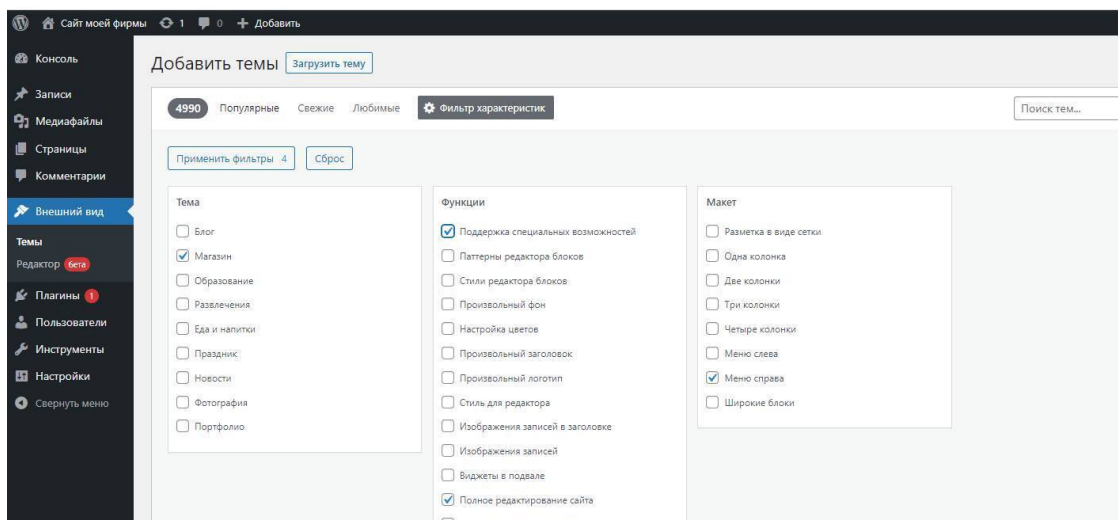 Сайт моей фирмы 1 0 + Добавить
Консоль
Записи
Медиафайлы
Страницы
Комментарии
Внешний вид
Темы
Редактор бета
Плагины 1
Пользователи
Инструменты
Настройки
Свернуть меню
Добавить темы Загрузить тему
4990 Популярные Свежие Любимые Фильтр характеристик Поиск тем...
Применить фильтры 4 Сброс
Тема
Блог
Магазин
Образование
Развлечения
Еда и напитки
Праздник
Новости
Фотография
Портфолио
Функции
Поддержка специальных возможностей
Паттерны редактора блоков
Стили редактора блоков
Произвольный фон
Настройка цветов
Произвольный заголовок
Произвольный логотип
Стиль для редактора
Изображения записей в заголовке
Изображения записей
Виджеты в подвале
Полное редактирование сайта
Макет
Разметка в виде сетки
Одна колонка
Две колонки
Три колонки
Четыре колонки
Меню слева
Меню справа
Широкие блоки